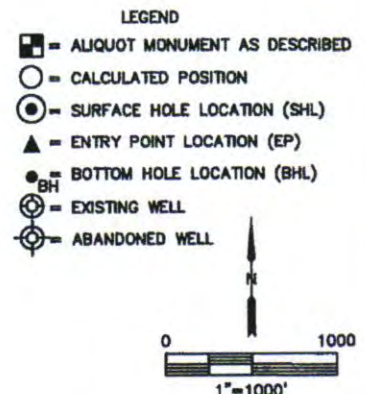 LEGEND
= ALIQUOT MONUMENT AS DESCRIBED
= CALCULATED POSITION
= SURFACE HOLE LOCATION (SHL)
= ENTRY POINT LOCATION (EP)
= BOTTOM HOLE LOCATION (BHL)
BH
= EXISTING WELL
= ABANDONED WELL
N
0 1000
1"=1000'